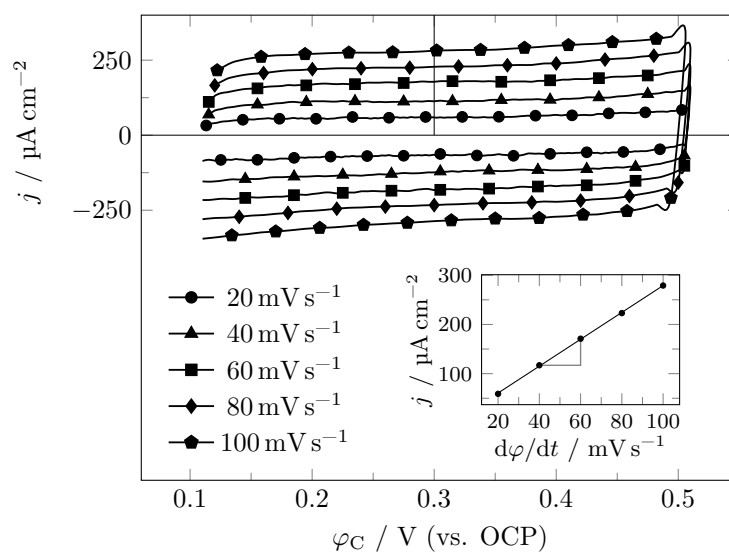 j / µA cm⁻²
250
0
−250
20 mV s⁻¹
40 mV s⁻¹
60 mV s⁻¹
80 mV s⁻¹
100 mV s⁻¹
j / µA cm⁻²
300
200
100
20 40 60 80 100
dφ/dt / mV s⁻¹
0.1 0.2 0.3 0.4 0.5
φC / V (vs. OCP)